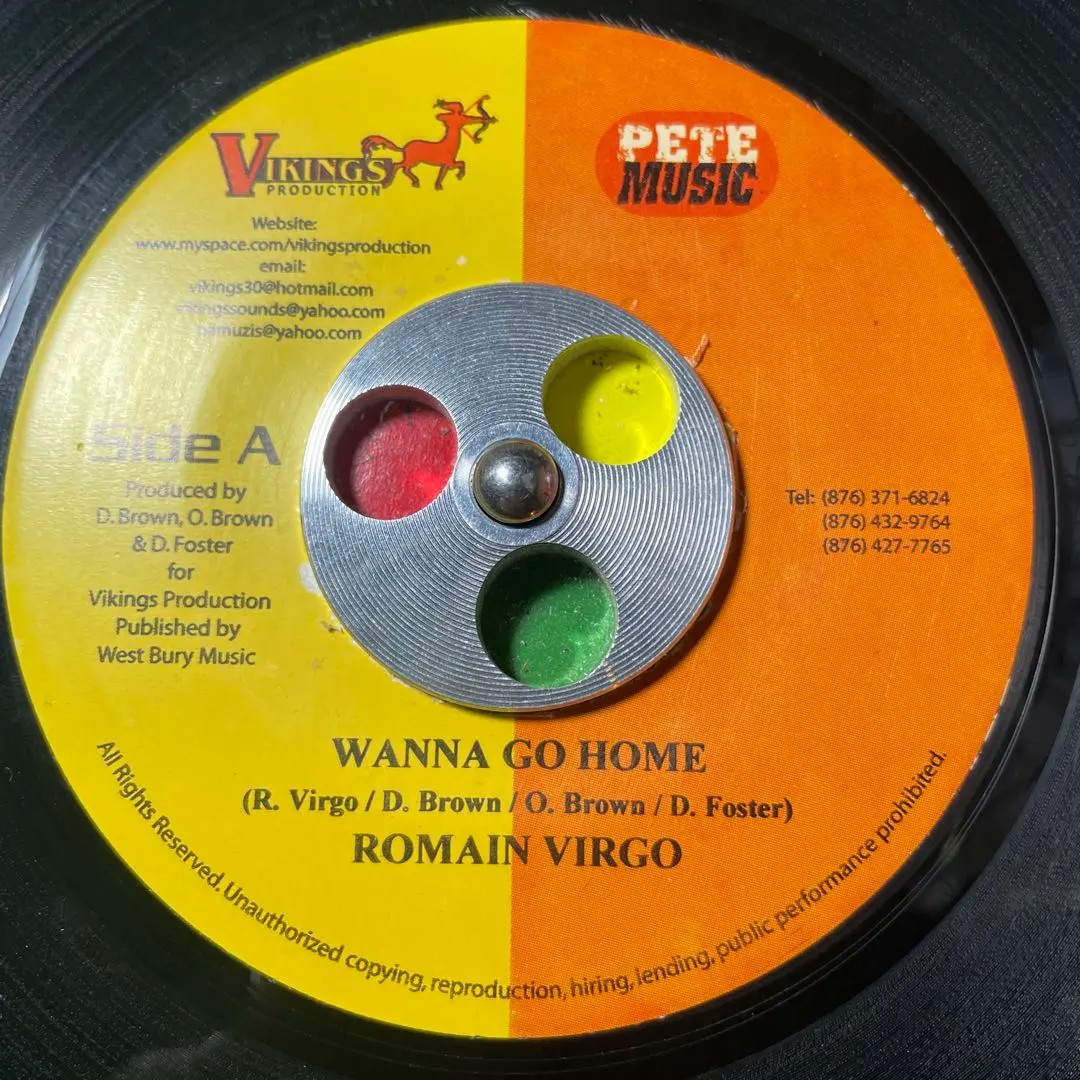 VIKINGS
PRODUCTION
Website:
www.myspace.com/vikingsproduction
email:
vikings30@hotmail.com
vikingssounds@yahoo.com
pamuzis@yahoo.com
PETE
MUSIC
Side A
Produced by
D. Brown, O. Brown
& D. Foster
for
Vikings Production
Published by
West Bury Music
Tel: (876) 371-6824
(876) 432-9764
(876) 427-7765
WANNA GO HOME
(R. Virgo / D. Brown / O. Brown / D. Foster)
ROMAIN VIRGO
All Rights Reserved. Unauthorized copying, reproduction, hiring, lending, public performance prohibited.